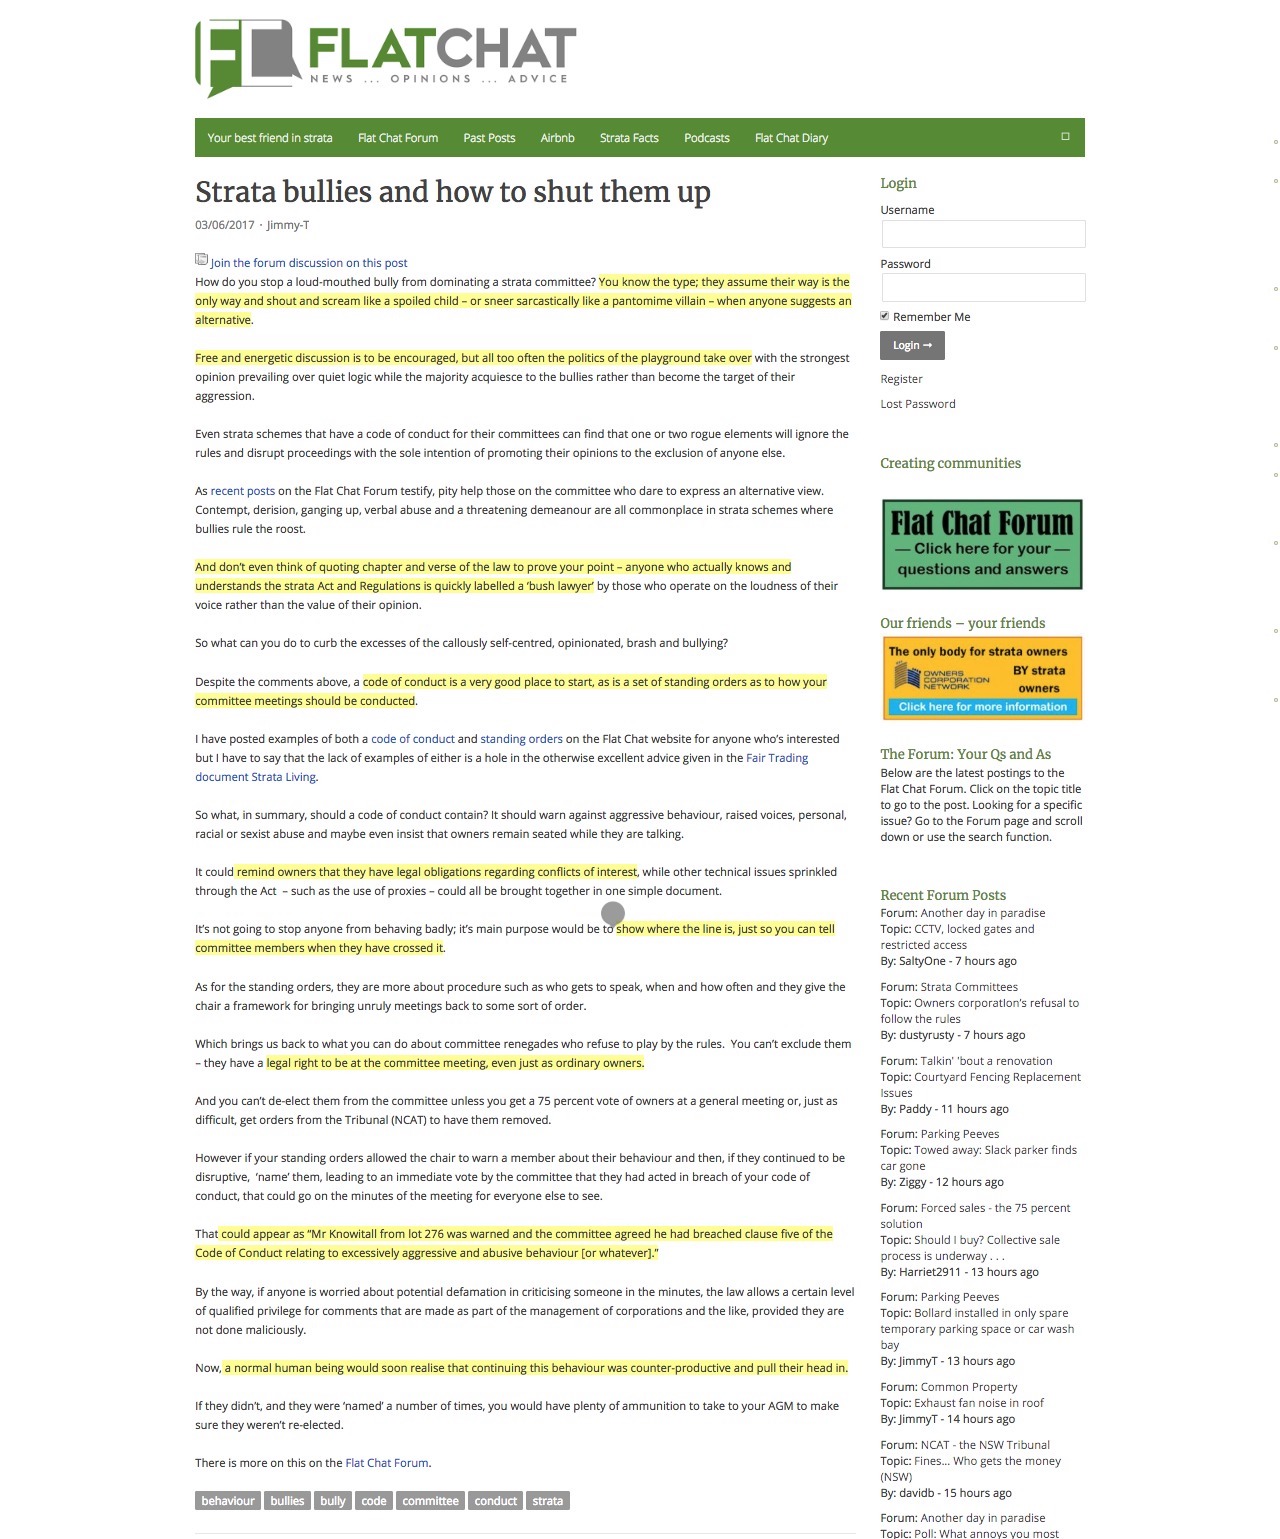 FLATCHAT
NEWS ... OPINIONS ... ADVICE
Your best friend in strata
Flat Chat Forum
Past Posts
Airbnb
Strata Facts
Podcasts
Flat Chat Diary
Strata bullies and how to shut them up
03/06/2017 · Jimmy-T
Join the forum discussion on this post
How do you stop a loud-mouthed bully from dominating a strata committee? You know the type; they assume their way is the
only way and shout and scream like a spoiled child – or sneer sarcastically like a pantomime villain – when anyone suggests an
alternative.
Free and energetic discussion is to be encouraged, but all too often the politics of the playground take over with the strongest
opinion prevailing over quiet logic while the majority acquiesce to the bullies rather than become the target of their
aggression.
Even strata schemes that have a code of conduct for their committees can find that one or two rogue elements will ignore the
rules and disrupt proceedings with the sole intention of promoting their opinions to the exclusion of anyone else.
As recent posts on the Flat Chat Forum testify, pity help those on the committee who dare to express an alternative view.
Contempt, derision, ganging up, verbal abuse and a threatening demeanour are all commonplace in strata schemes where
bullies rule the roost.
And don’t even think of quoting chapter and verse of the law to prove your point – anyone who actually knows and
understands the strata Act and Regulations is quickly labelled a ‘bush lawyer’ by those who operate on the loudness of their
voice rather than the value of their opinion.
So what can you do to curb the excesses of the callously self-centred, opinionated, brash and bullying?
Despite the comments above, a code of conduct is a very good place to start, as is a set of standing orders as to how your
committee meetings should be conducted.
I have posted examples of both a code of conduct and standing orders on the Flat Chat website for anyone who’s interested
but I have to say that the lack of examples of either is a hole in the otherwise excellent advice given in the Fair Trading
document Strata Living.
So what, in summary, should a code of conduct contain? It should warn against aggressive behaviour, raised voices, personal,
racial or sexist abuse and maybe even insist that owners remain seated while they are talking.
It could remind owners that they have legal obligations regarding conflicts of interest, while other technical issues sprinkled
through the Act – such as the use of proxies – could all be brought together in one simple document.
It’s not going to stop anyone from behaving badly; it’s main purpose would be to show where the line is, just so you can tell
committee members when they have crossed it.
As for the standing orders, they are more about procedure such as who gets to speak, when and how often and they give the
chair a framework for bringing unruly meetings back to some sort of order.
Which brings us back to what you can do about committee renegades who refuse to play by the rules. You can’t exclude them
– they have a legal right to be at the committee meeting, even just as ordinary owners.
And you can’t de-elect them from the committee unless you get a 75 percent vote of owners at a general meeting or, just as
difficult, get orders from the Tribunal (NCAT) to have them removed.
However if your standing orders allowed the chair to warn a member about their behaviour and then, if they continued to be
disruptive, ‘name’ them, leading to an immediate vote by the committee that they had acted in breach of your code of
conduct, that could go on the minutes of the meeting for everyone else to see.
That could appear as “Mr Knowitall from lot 276 was warned and the committee agreed he had breached clause five of the
Code of Conduct relating to excessively aggressive and abusive behaviour [or whatever].”
By the way, if anyone is worried about potential defamation in criticising someone in the minutes, the law allows a certain level
of qualified privilege for comments that are made as part of the management of corporations and the like, provided they are
not done maliciously.
Now, a normal human being would soon realise that continuing this behaviour was counter-productive and pull their head in.
If they didn’t, and they were ‘named’ a number of times, you would have plenty of ammunition to take to your AGM to make
sure they weren’t re-elected.
There is more on this on the Flat Chat Forum.
behaviour
bullies
bully
code
committee
conduct
strata
Login
Username
Password
Remember Me
Login →
Register
Lost Password
Creating communities
Flat Chat Forum
— Click here for your —
questions and answers
Our friends – your friends
The only body for strata owners
OWNERS
CORPORATION
NETWORK
BY strata
owners
Click here for more information
The Forum: Your Qs and As
Below are the latest postings to the
Flat Chat Forum. Click on the topic title
to go to the post. Looking for a specific
issue? Go to the Forum page and scroll
down or use the search function.
Recent Forum Posts
Forum: Another day in paradise
Topic: CCTV, locked gates and
restricted access
By: SaltyOne - 7 hours ago
Forum: Strata Committees
Topic: Owners corporatIon's refusal to
follow the rules
By: dustyrusty - 7 hours ago
Forum: Talkin' 'bout a renovation
Topic: Courtyard Fencing Replacement
Issues
By: Paddy - 11 hours ago
Forum: Parking Peeves
Topic: Towed away: Slack parker finds
car gone
By: Ziggy - 12 hours ago
Forum: Forced sales - the 75 percent
solution
Topic: Should I buy? Collective sale
process is underway . . .
By: Harriet2911 - 13 hours ago
Forum: Parking Peeves
Topic: Bollard installed in only spare
temporary parking space or car wash
bay
By: JimmyT - 13 hours ago
Forum: Common Property
Topic: Exhaust fan noise in roof
By: JimmyT - 14 hours ago
Forum: NCAT - the NSW Tribunal
Topic: Fines... Who gets the money
(NSW)
By: davidb - 15 hours ago
Forum: Another day in paradise
Topic: Poll: What annoys you most